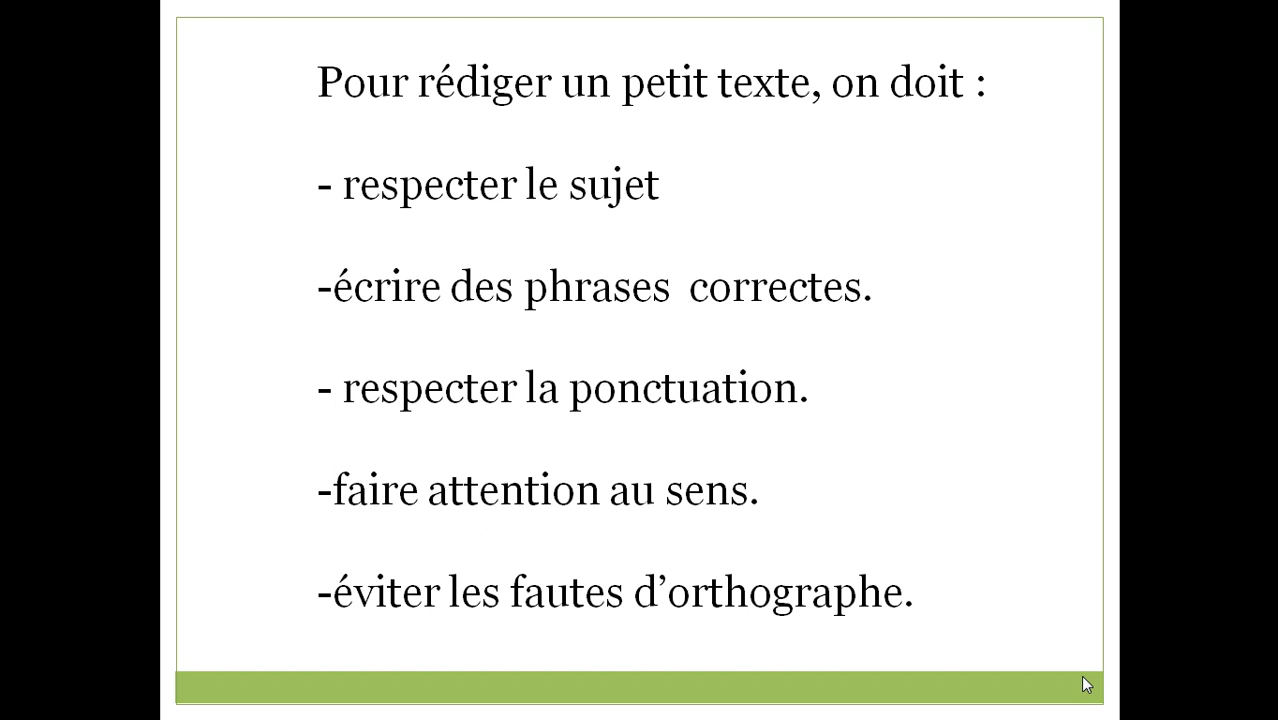 Pour rédiger un petit texte, on doit :
- respecter le sujet
-écrire des phrases  correctes.
- respecter la ponctuation.
-faire attention au sens.
-éviter les fautes d’orthographe.